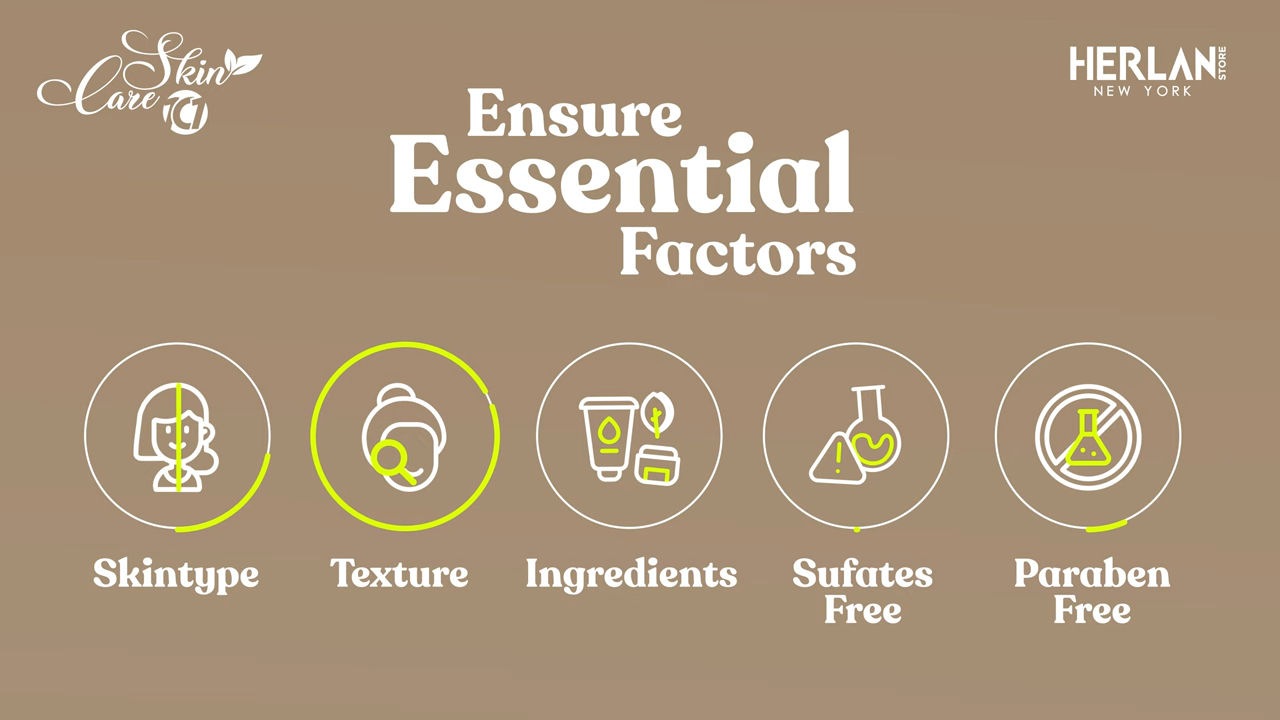 Skin
Care
HERLAN STORE
NEW YORK
Ensure
Essential
Factors
Skintype
Texture
Ingredients
Sufates
Free
Paraben
Free